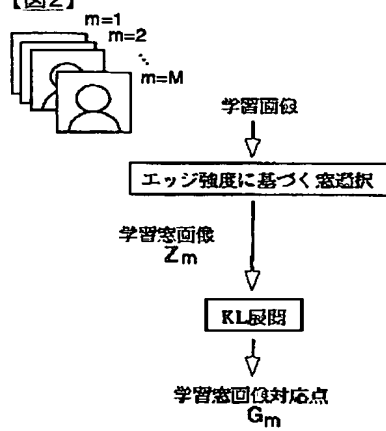 【図2】
m=1
m=2
m=M
学習画像
エッジ強度に基づく窓選択
学習窓画像
Zm
KL展開
学習窓画像対応点
Gm